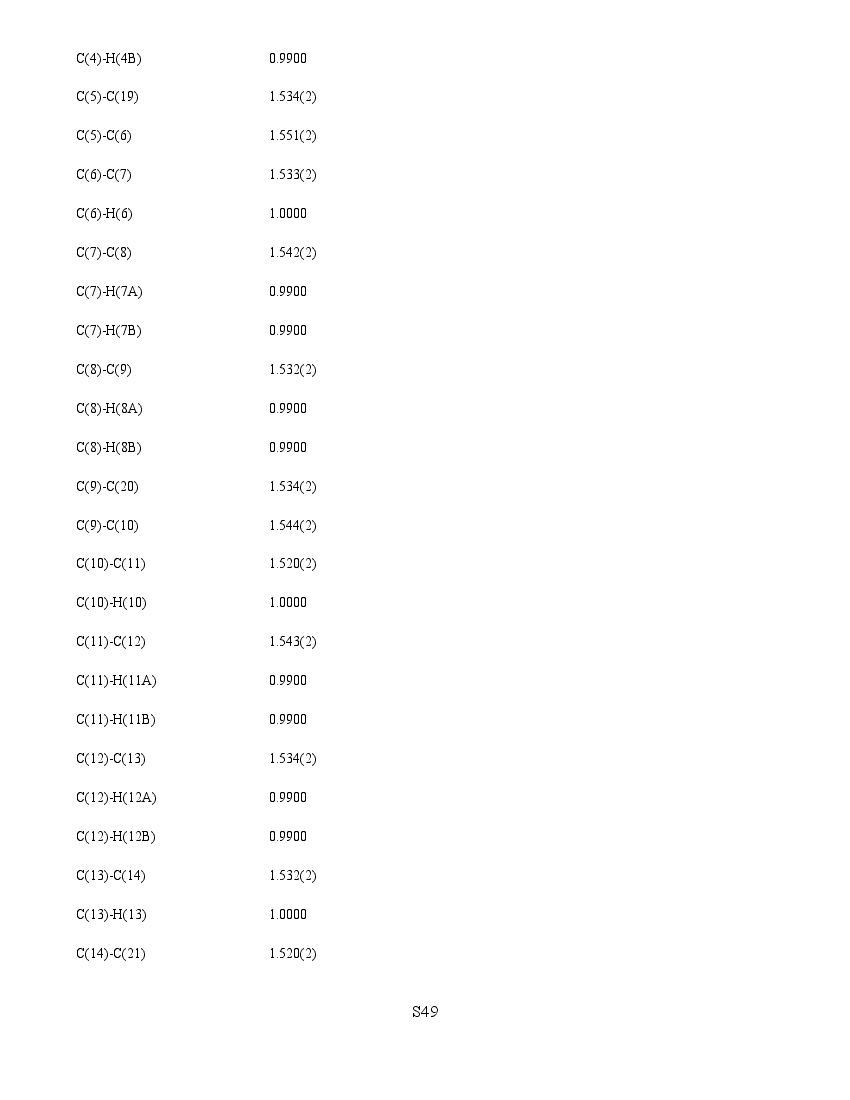 C(4)-H(4B) 0.9900
C(5)-C(19) 1.534(2)
C(5)-C(6) 1.551(2)
C(6)-C(7) 1.533(2)
C(6)-H(6) 1.0000
C(7)-C(8) 1.542(2)
C(7)-H(7A) 0.9900
C(7)-H(7B) 0.9900
C(8)-C(9) 1.532(2)
C(8)-H(8A) 0.9900
C(8)-H(8B) 0.9900
C(9)-C(20) 1.534(2)
C(9)-C(10) 1.544(2)
C(10)-C(11) 1.520(2)
C(10)-H(10) 1.0000
C(11)-C(12) 1.543(2)
C(11)-H(11A) 0.9900
C(11)-H(11B) 0.9900
C(12)-C(13) 1.534(2)
C(12)-H(12A) 0.9900
C(12)-H(12B) 0.9900
C(13)-C(14) 1.532(2)
C(13)-H(13) 1.0000
C(14)-C(21) 1.520(2)
S49